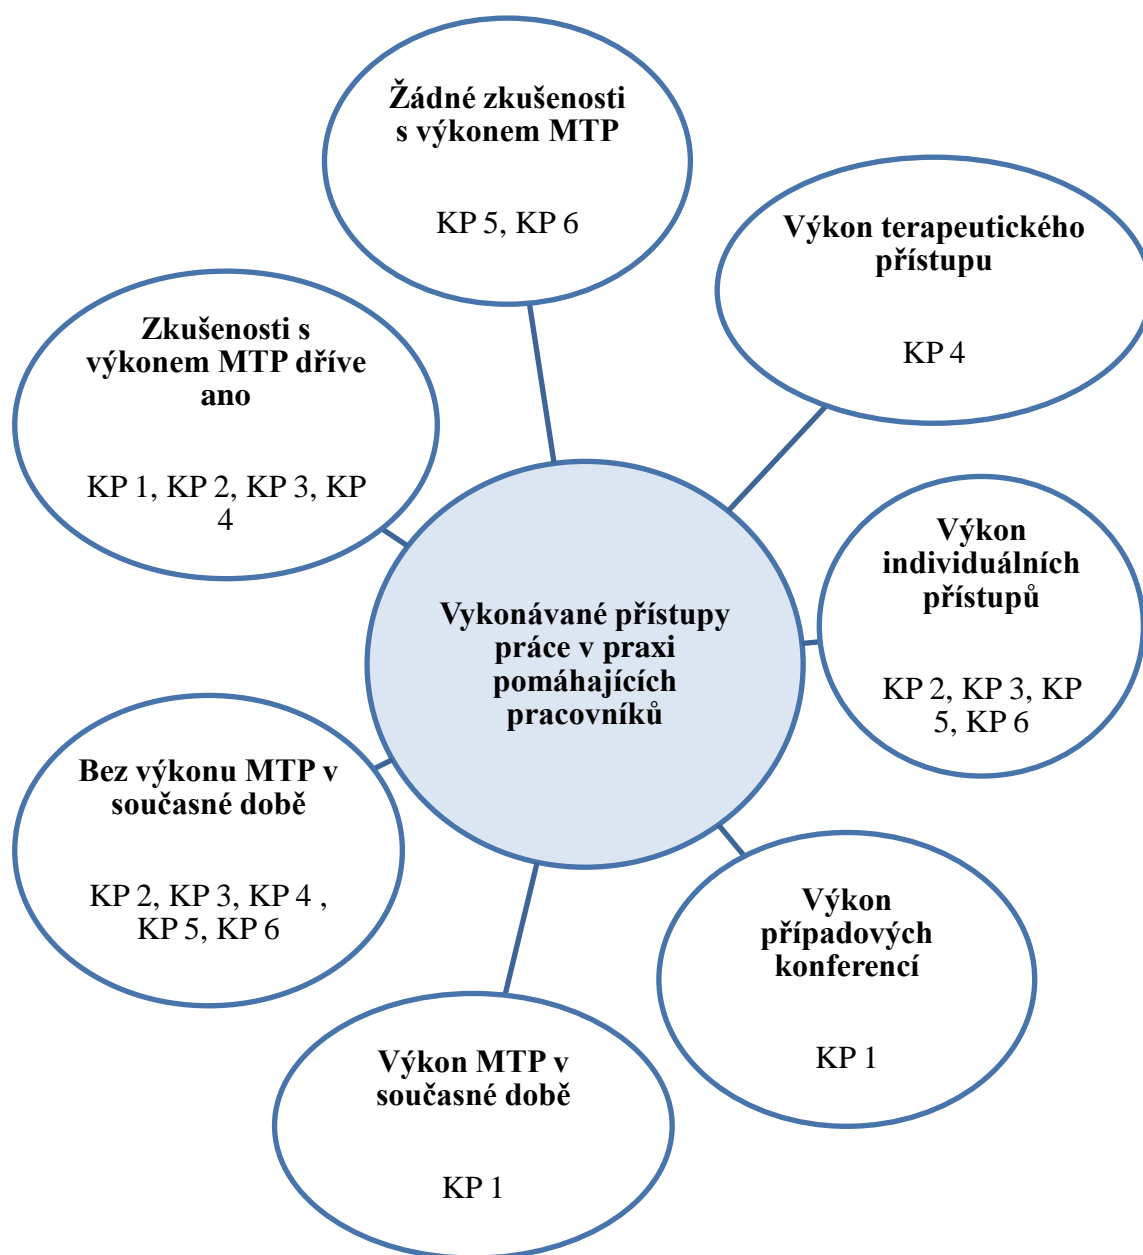 Žádné zkušenosti
s výkonem MTP
KP 5, KP 6
Výkon terapeutického
přístupu
KP 4
Zkušenosti s
výkonem MTP dříve
ano
KP 1, KP 2, KP 3, KP
4
Výkon
individuálních
přístupů
KP 2, KP 3, KP
5, KP 6
Vykonávané přístupy
práce v praxi
pomáhajících
pracovníků
Bez výkonu MTP v
současné době
KP 2, KP 3, KP 4 ,
KP 5, KP 6
Výkon
případových
konferencí
KP 1
Výkon MTP v
současné době
KP 1